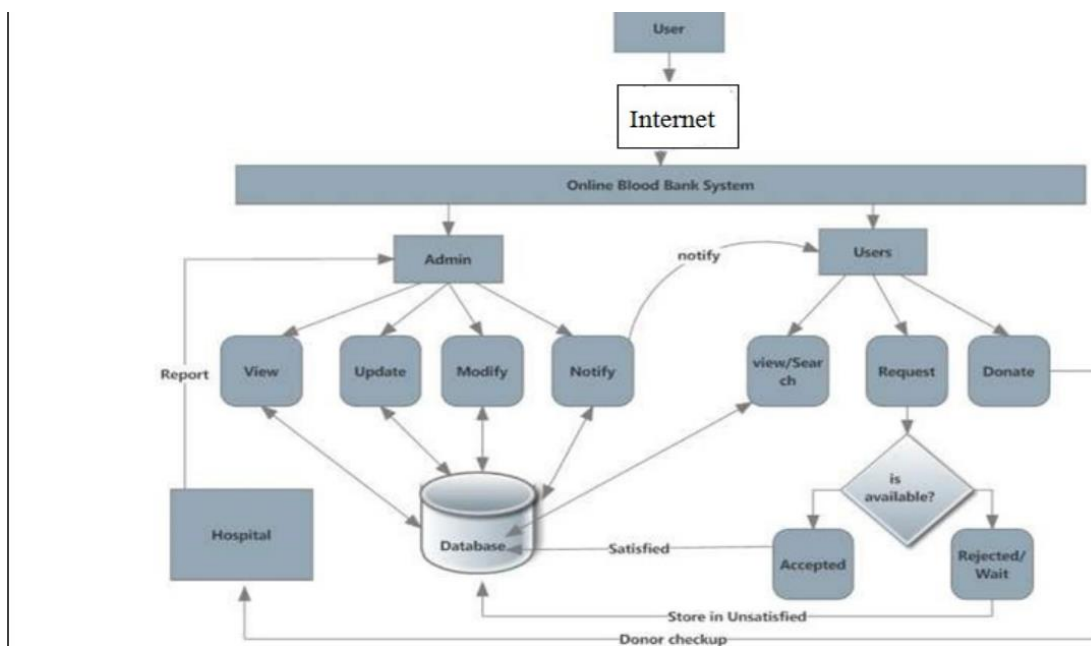 User
Internet
Online Blood Bank System
Admin
notify
Users
Report
View
Update
Modify
Notify
view/Sear
ch
Request
Donate
is
available?
Hospital
Database
Satisfied
Accepted
Rejected/
Wait
Store in Unsatisfied
Donor checkup